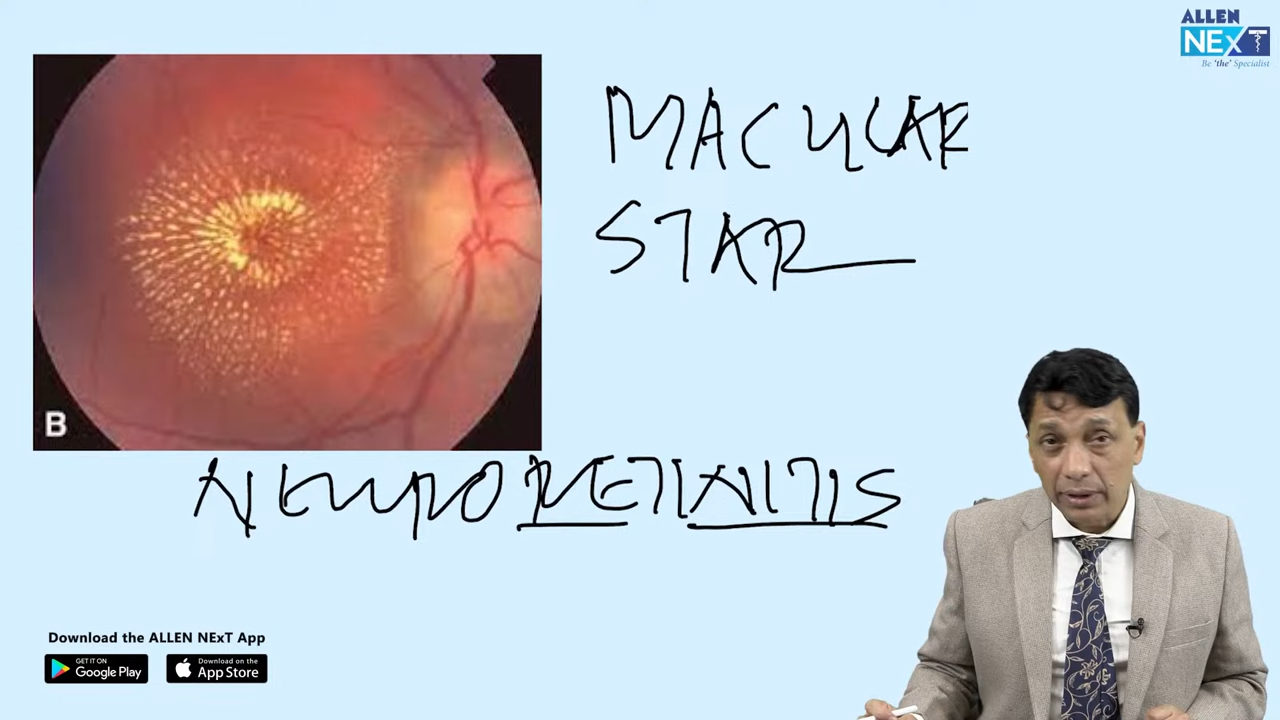 ALLEN
NExT
Be 'the' Specialist
MACULAR
STAR
B
NEURORETINITIS
Download the ALLEN NExT App
GET IT ON
Google Play
Download on the
App Store